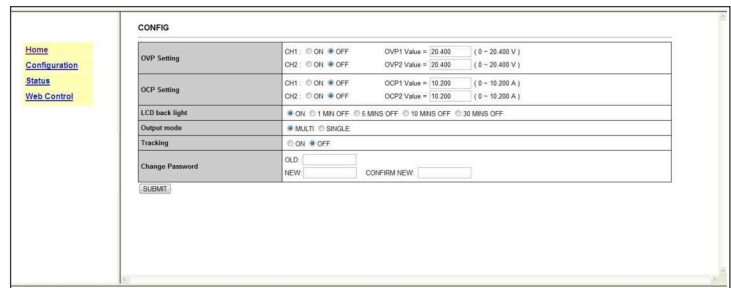 CONFIG
Home
Configuration
Status
Web Control
OVP Setting
CH1 : ON OFF OVP1 Value = 20.400 ( 0 ~ 20.400 V )
CH2 : ON OFF OVP2 Value = 20.400 ( 0 ~ 20.400 V )
OCP Setting
CH1 : ON OFF OCP1 Value = 10.200 ( 0 ~ 10.200 A )
CH2 : ON OFF OCP2 Value = 10.200 ( 0 ~ 10.200 A )
LCD back light ON 1 MIN OFF 5 MINS OFF 10 MINS OFF 30 MINS OFF
Output mode MULTI SINGLE
Tracking ON OFF
Change Password
OLD :
NEW: CONFIRM NEW:
SUBMIT